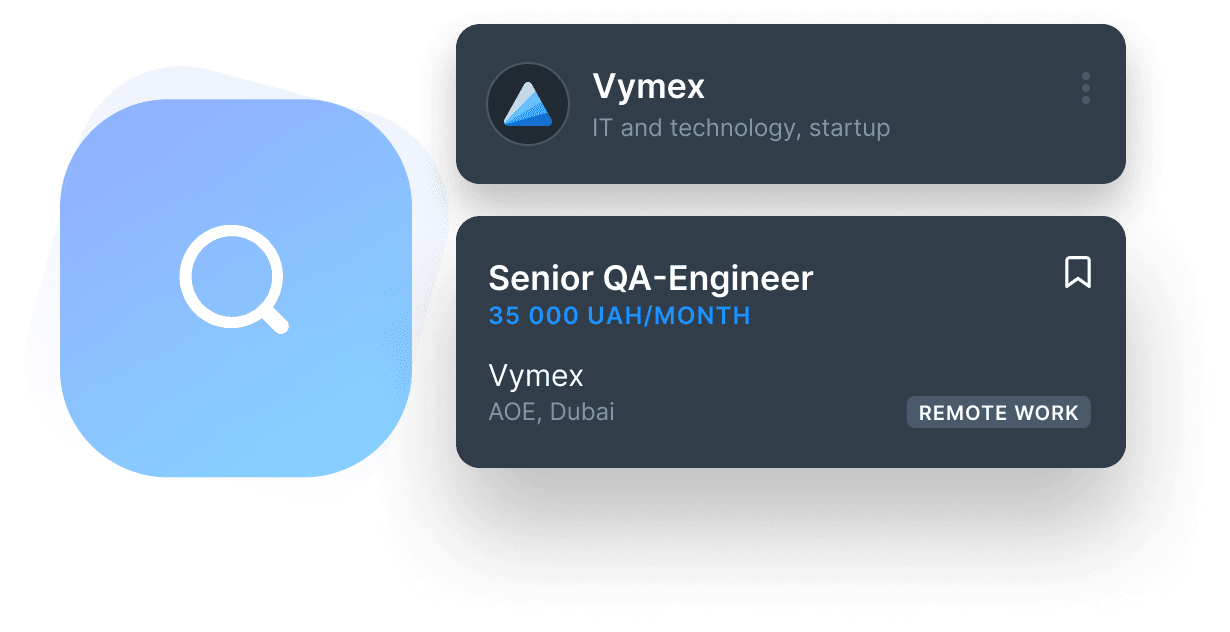 Vymex
IT and technology, startup
Senior QA-Engineer
35 000 UAH/MONTH
Vymex
AOE, Dubai
REMOTE WORK